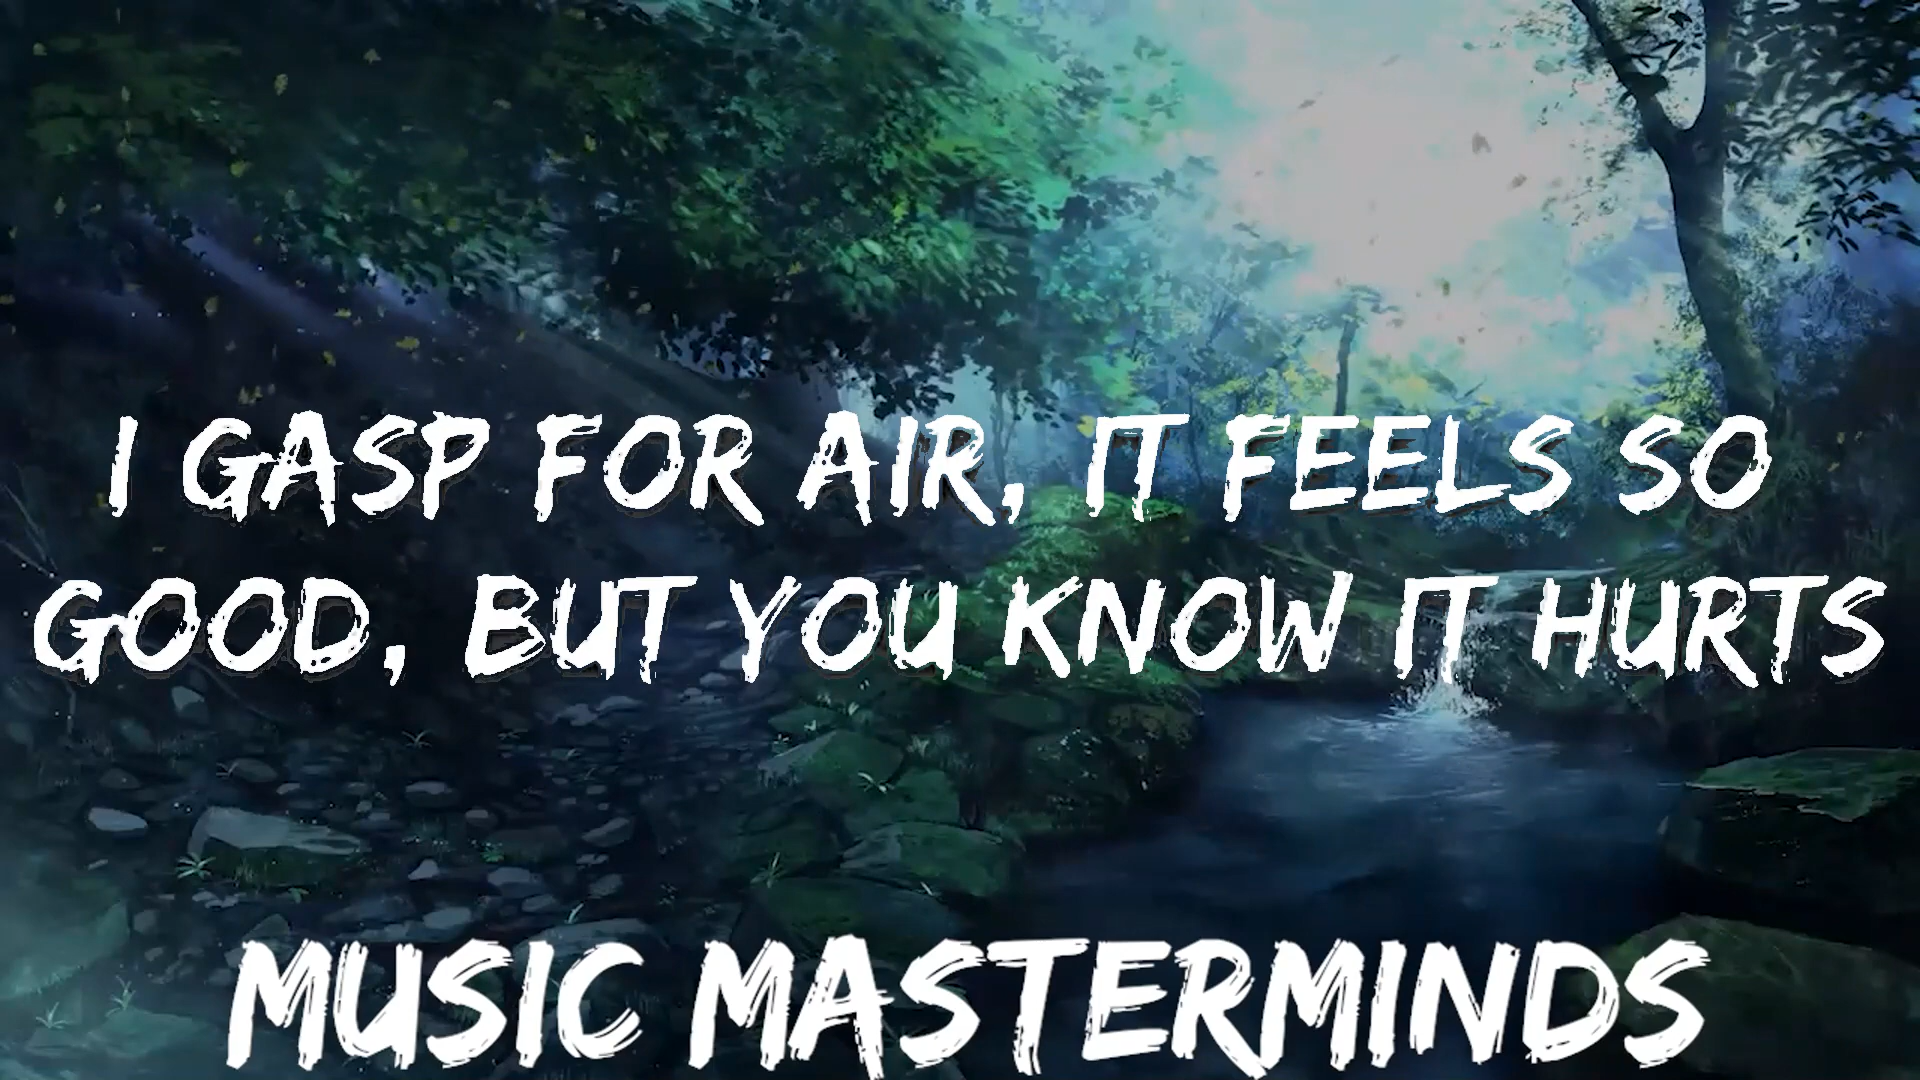 I GASP FOR AIR, IT FEELS SO
GOOD, BUT YOU KNOW IT HURTS
MUSIC MASTERMINDS